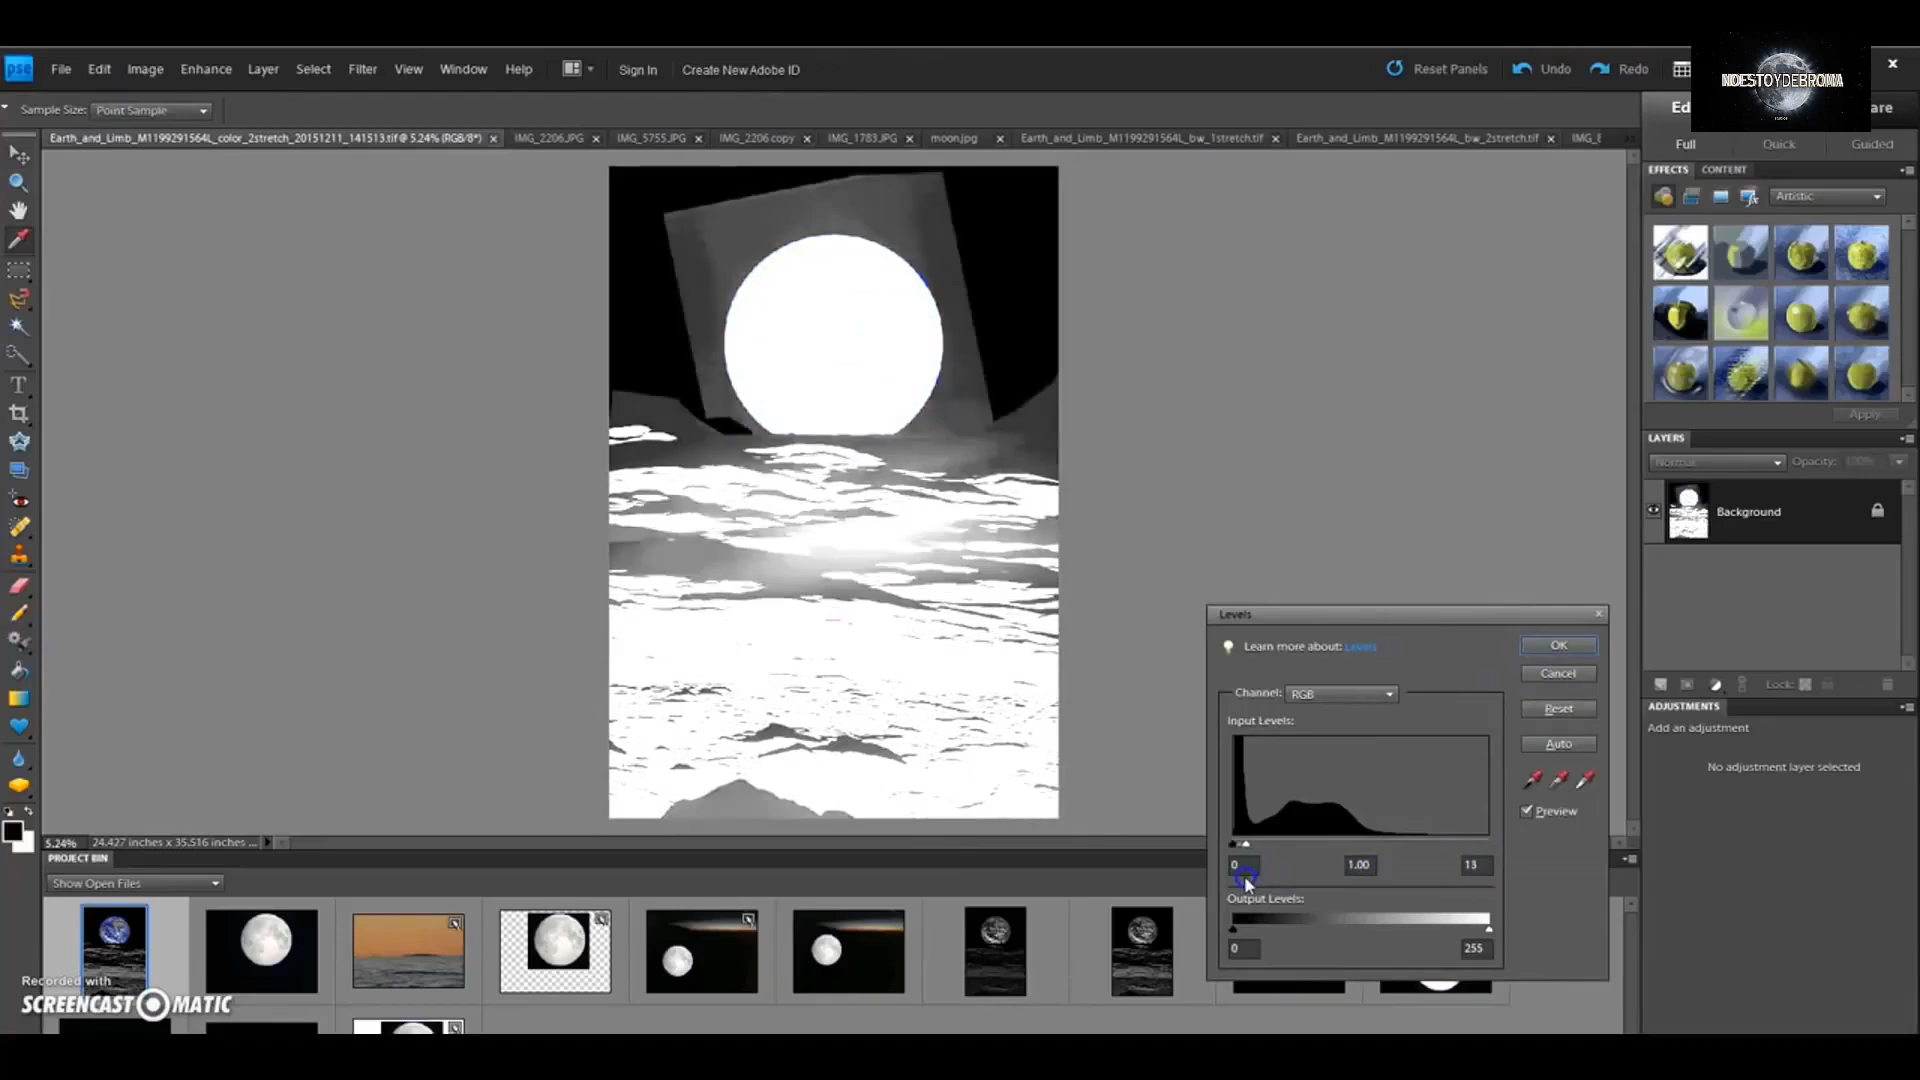 pse File Edit Image Enhance Layer Select Filter View Window Help Sign In Create New Adobe ID Reset Panels Undo Redo
NOESTOYDEBROMA
Sample Size: Point Sample
Earth_and_Limb_M1199291564L_color_2stretch_20151211_141513.tif @ 5.24% (RGB/8*) IMG_2206.JPG IMG_5755.JPG IMG_2206 copy IMG_1783.JPG moon.jpg Earth_and_Limb_M1199291564L_bw_1stretch.tif Earth_and_Limb_M1199291564L_bw_2stretch.tif
Full Quick Guided
EFFECTS CONTENT
Artistic
Apply
LAYERS
Normal Opacity: 100%
Background
Lock:
ADJUSTMENTS
Add an adjustment
No adjustment layer selected
Levels
Learn more about: Levels
OK
Cancel
Channel: RGB
Reset
Input Levels:
Auto
Preview
0 1.00 13
Output Levels:
0 255
5.24% 24.427 inches x 35.516 inches ...
PROJECT BIN
Show Open Files
Recorded with
SCREENCAST MATIC